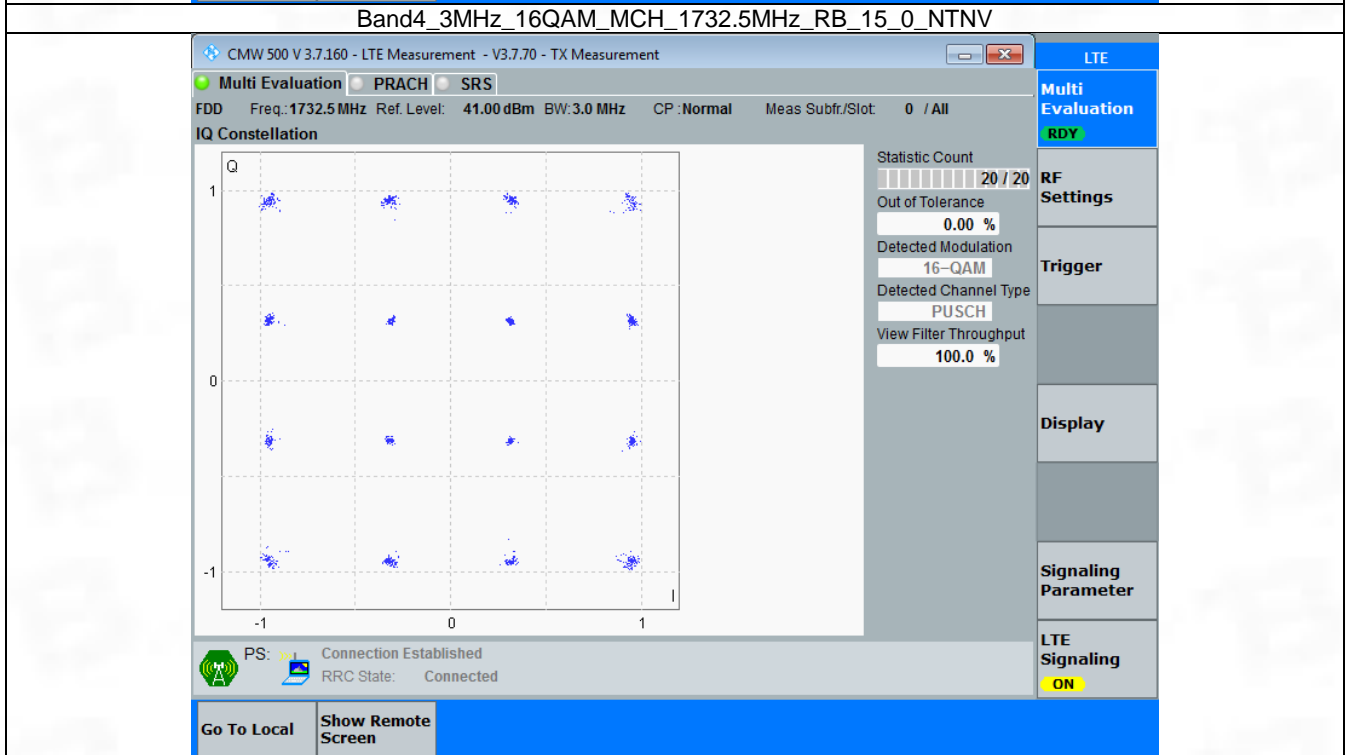 Band4_3MHz_16QAM_MCH_1732.5MHz_RB_15_0_NTNV
CMW 500 V 3.7.160 - LTE Measurement - V3.7.70 - TX Measurement
LTE
Multi Evaluation PRACH SRS
FDD Freq.:1732.5 MHz Ref. Level: 41.00 dBm BW:3.0 MHz CP :Normal Meas Subfr./Slot: 0 / All
IQ Constellation
Q
1
0
-1
-1 0 1
I
Statistic Count
20 / 20
Out of Tolerance
0.00 %
Detected Modulation
16-QAM
Detected Channel Type
PUSCH
View Filter Throughput
100.0 %
Multi
Evaluation
RDY
RF
Settings
Trigger
Display
Signaling
Parameter
LTE
Signaling
ON
PS: Connection Established
RRC State: Connected
Go To Local
Show Remote
Screen